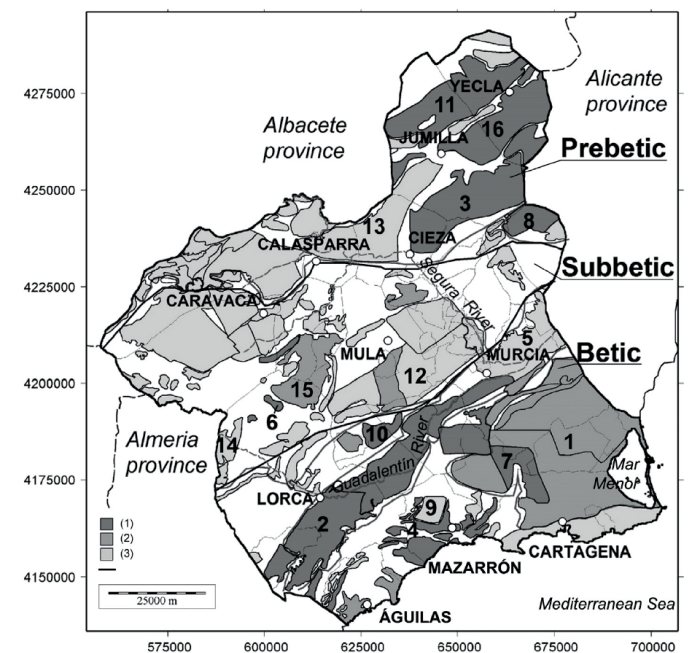 4275000
4250000
4225000
4200000
4175000
4150000
575000
600000
625000
650000
675000
700000
Albacete
province
Alicante
province
Almeria
province
Prebetic
Subbetic
Betic
YECLA
11
JUMILLA
16
3
8
13
CALASPARRA
CIEZA
Segura River
CARAVACA
5
MULA
MURCIA
12
15
6
14
10
1
7
Guadalentín River
Mar
Menor
LORCA
2
9
4
CARTAGENA
MAZARRÓN
ÁGUILAS
Mediterranean Sea
(1)
(2)
(3)
25000 m